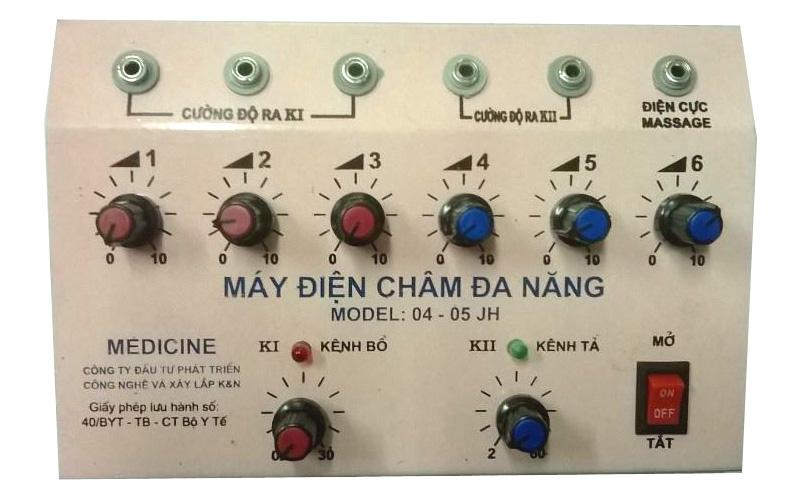 CƯỜNG ĐỘ RA KI
CƯỜNG ĐỘ RA KII
ĐIỆN CỰC
MASSAGE
1 2 3 4 5 6
0 10 0 10 0 10 0 10 0 10 0 10
MÁY ĐIỆN CHÂM ĐA NĂNG
MODEL: 04 - 05 JH
MEDICINE
CÔNG TY ĐẦU TƯ PHÁT TRIỂN
CÔNG NGHỆ VÀ XÂY LẮP K&N
Giấy phép lưu hành số:
40/BYT - TB - CT Bộ Y Tế
KI KÊNH BỔ
0 30
KII KÊNH TẢ
2 60
MỞ
ON
OFF
TẮT